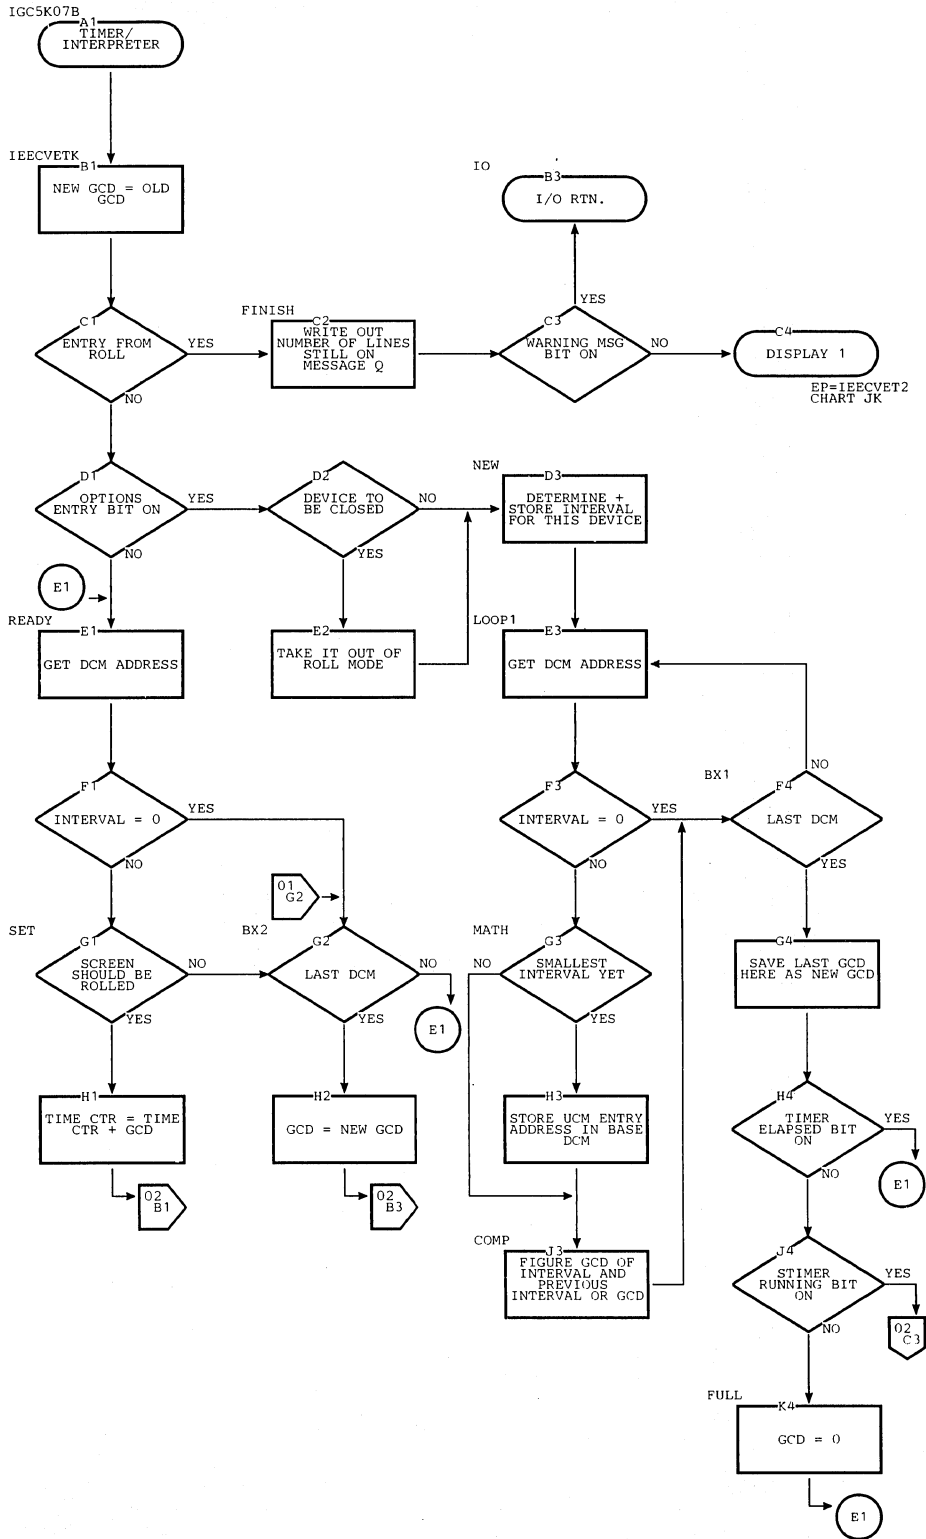 IGC5K07B
A1
TIMER/
INTERPRETER
IEECVETK
B1
NEW GCD = OLD
GCD
IO
B3
I/O RTN.
C1
ENTRY FROM
ROLL
YES
NO
FINISH
C2
WRITE OUT
NUMBER OF LINES
STILL ON
MESSAGE Q
C3
WARNING MSG
BIT ON
YES
NO
C4
DISPLAY 1
EP=IEECVET2
CHART JK
D1
OPTIONS
ENTRY BIT ON
YES
NO
D2
DEVICE TO
BE CLOSED
NO
YES
NEW
D3
DETERMINE +
STORE INTERVAL
FOR THIS DEVICE
E1
READY
E1
GET DCM ADDRESS
E2
TAKE IT OUT OF
ROLL MODE
LOOP1
E3
GET DCM ADDRESS
F1
INTERVAL = 0
YES
NO
F3
INTERVAL = 0
YES
NO
BX1
F4
LAST DCM
NO
YES
01
G2
SET
G1
SCREEN
SHOULD BE
ROLLED
NO
YES
BX2
G2
LAST DCM
NO
YES
E1
MATH
G3
SMALLEST
INTERVAL YET
NO
YES
G4
SAVE LAST GCD
HERE AS NEW GCD
H1
TIME CTR = TIME
CTR + GCD
02
B1
H2
GCD = NEW GCD
02
B3
H3
STORE UCM ENTRY
ADDRESS IN BASE
DCM
H4
TIMER
ELAPSED BIT
ON
YES
NO
E1
COMP
J3
FIGURE GCD OF
INTERVAL AND
PREVIOUS
INTERVAL OR GCD
J4
STIMER
RUNNING BIT
ON
YES
NO
02
C3
FULL
K4
GCD = 0
E1